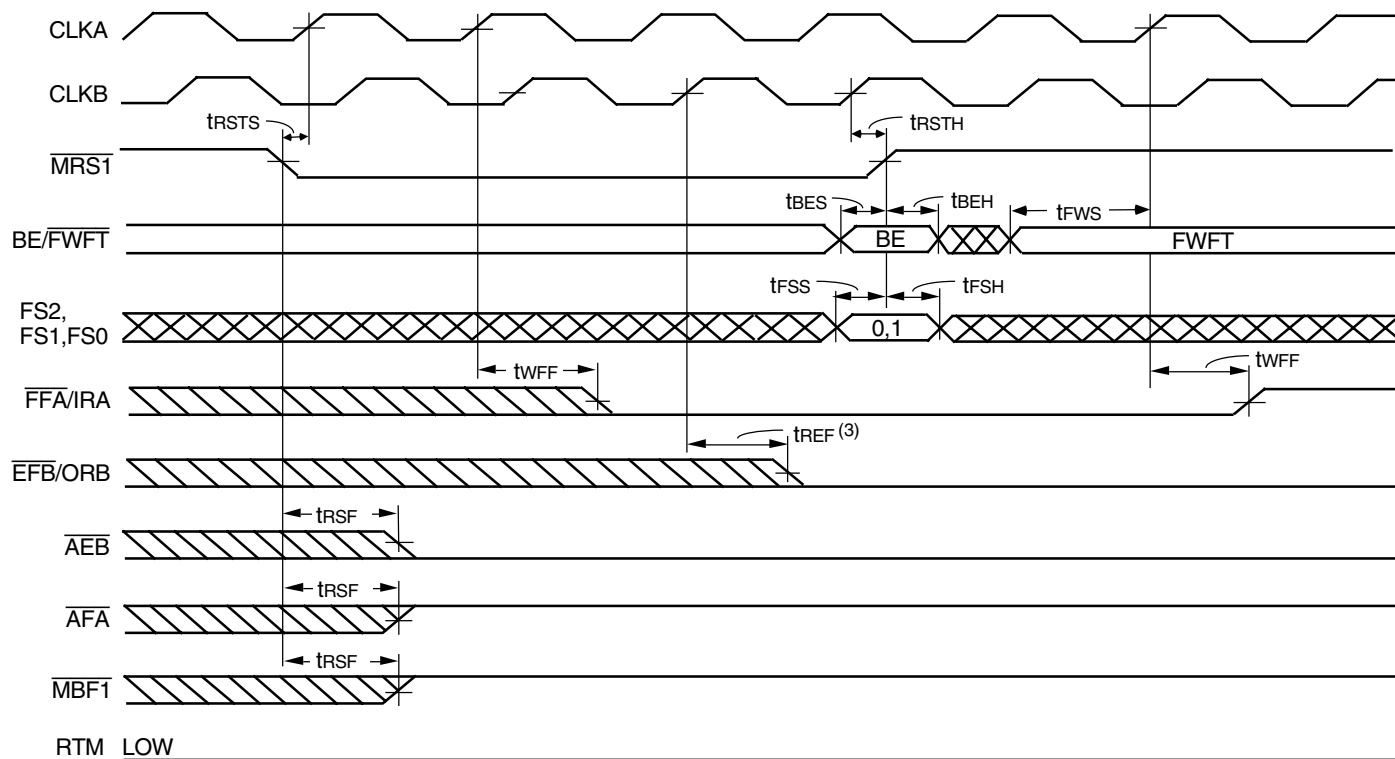 CLKA
CLKB
tRSTS
tRSTH
MRS1
tBES
tBEH
tFWS
BE/FWFT
BE
FWFT
tFSS
tFSH
FS2,
FS1,FS0
0,1
tWFF
tWFF
FFA/IRA
tREF (3)
EFB/ORB
tRSF
AEB
tRSF
AFA
tRSF
MBF1
RTM LOW